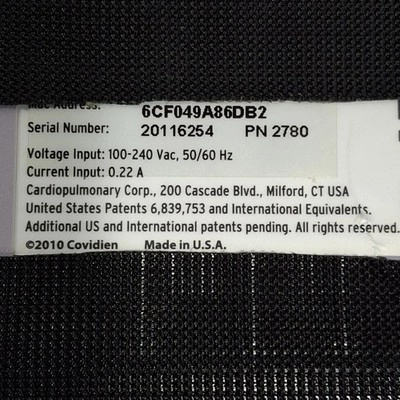 Mac Address:
6CF049A86DB2
Serial Number: 20116254 PN 2780
Voltage Input: 100-240 Vac, 50/60 Hz
Current Input: 0.22 A
Cardiopulmonary Corp., 200 Cascade Blvd., Milford, CT USA
United States Patents 6,839,753 and International Equivalents.
Additional US and International patents pending. All rights reserved.
©2010 Covidien Made in U.S.A.